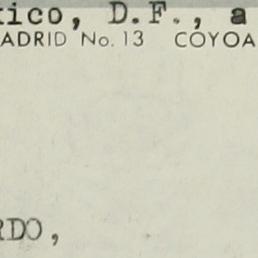 xico, D.F., a
ADRID No. 13 COYOA
RDO,